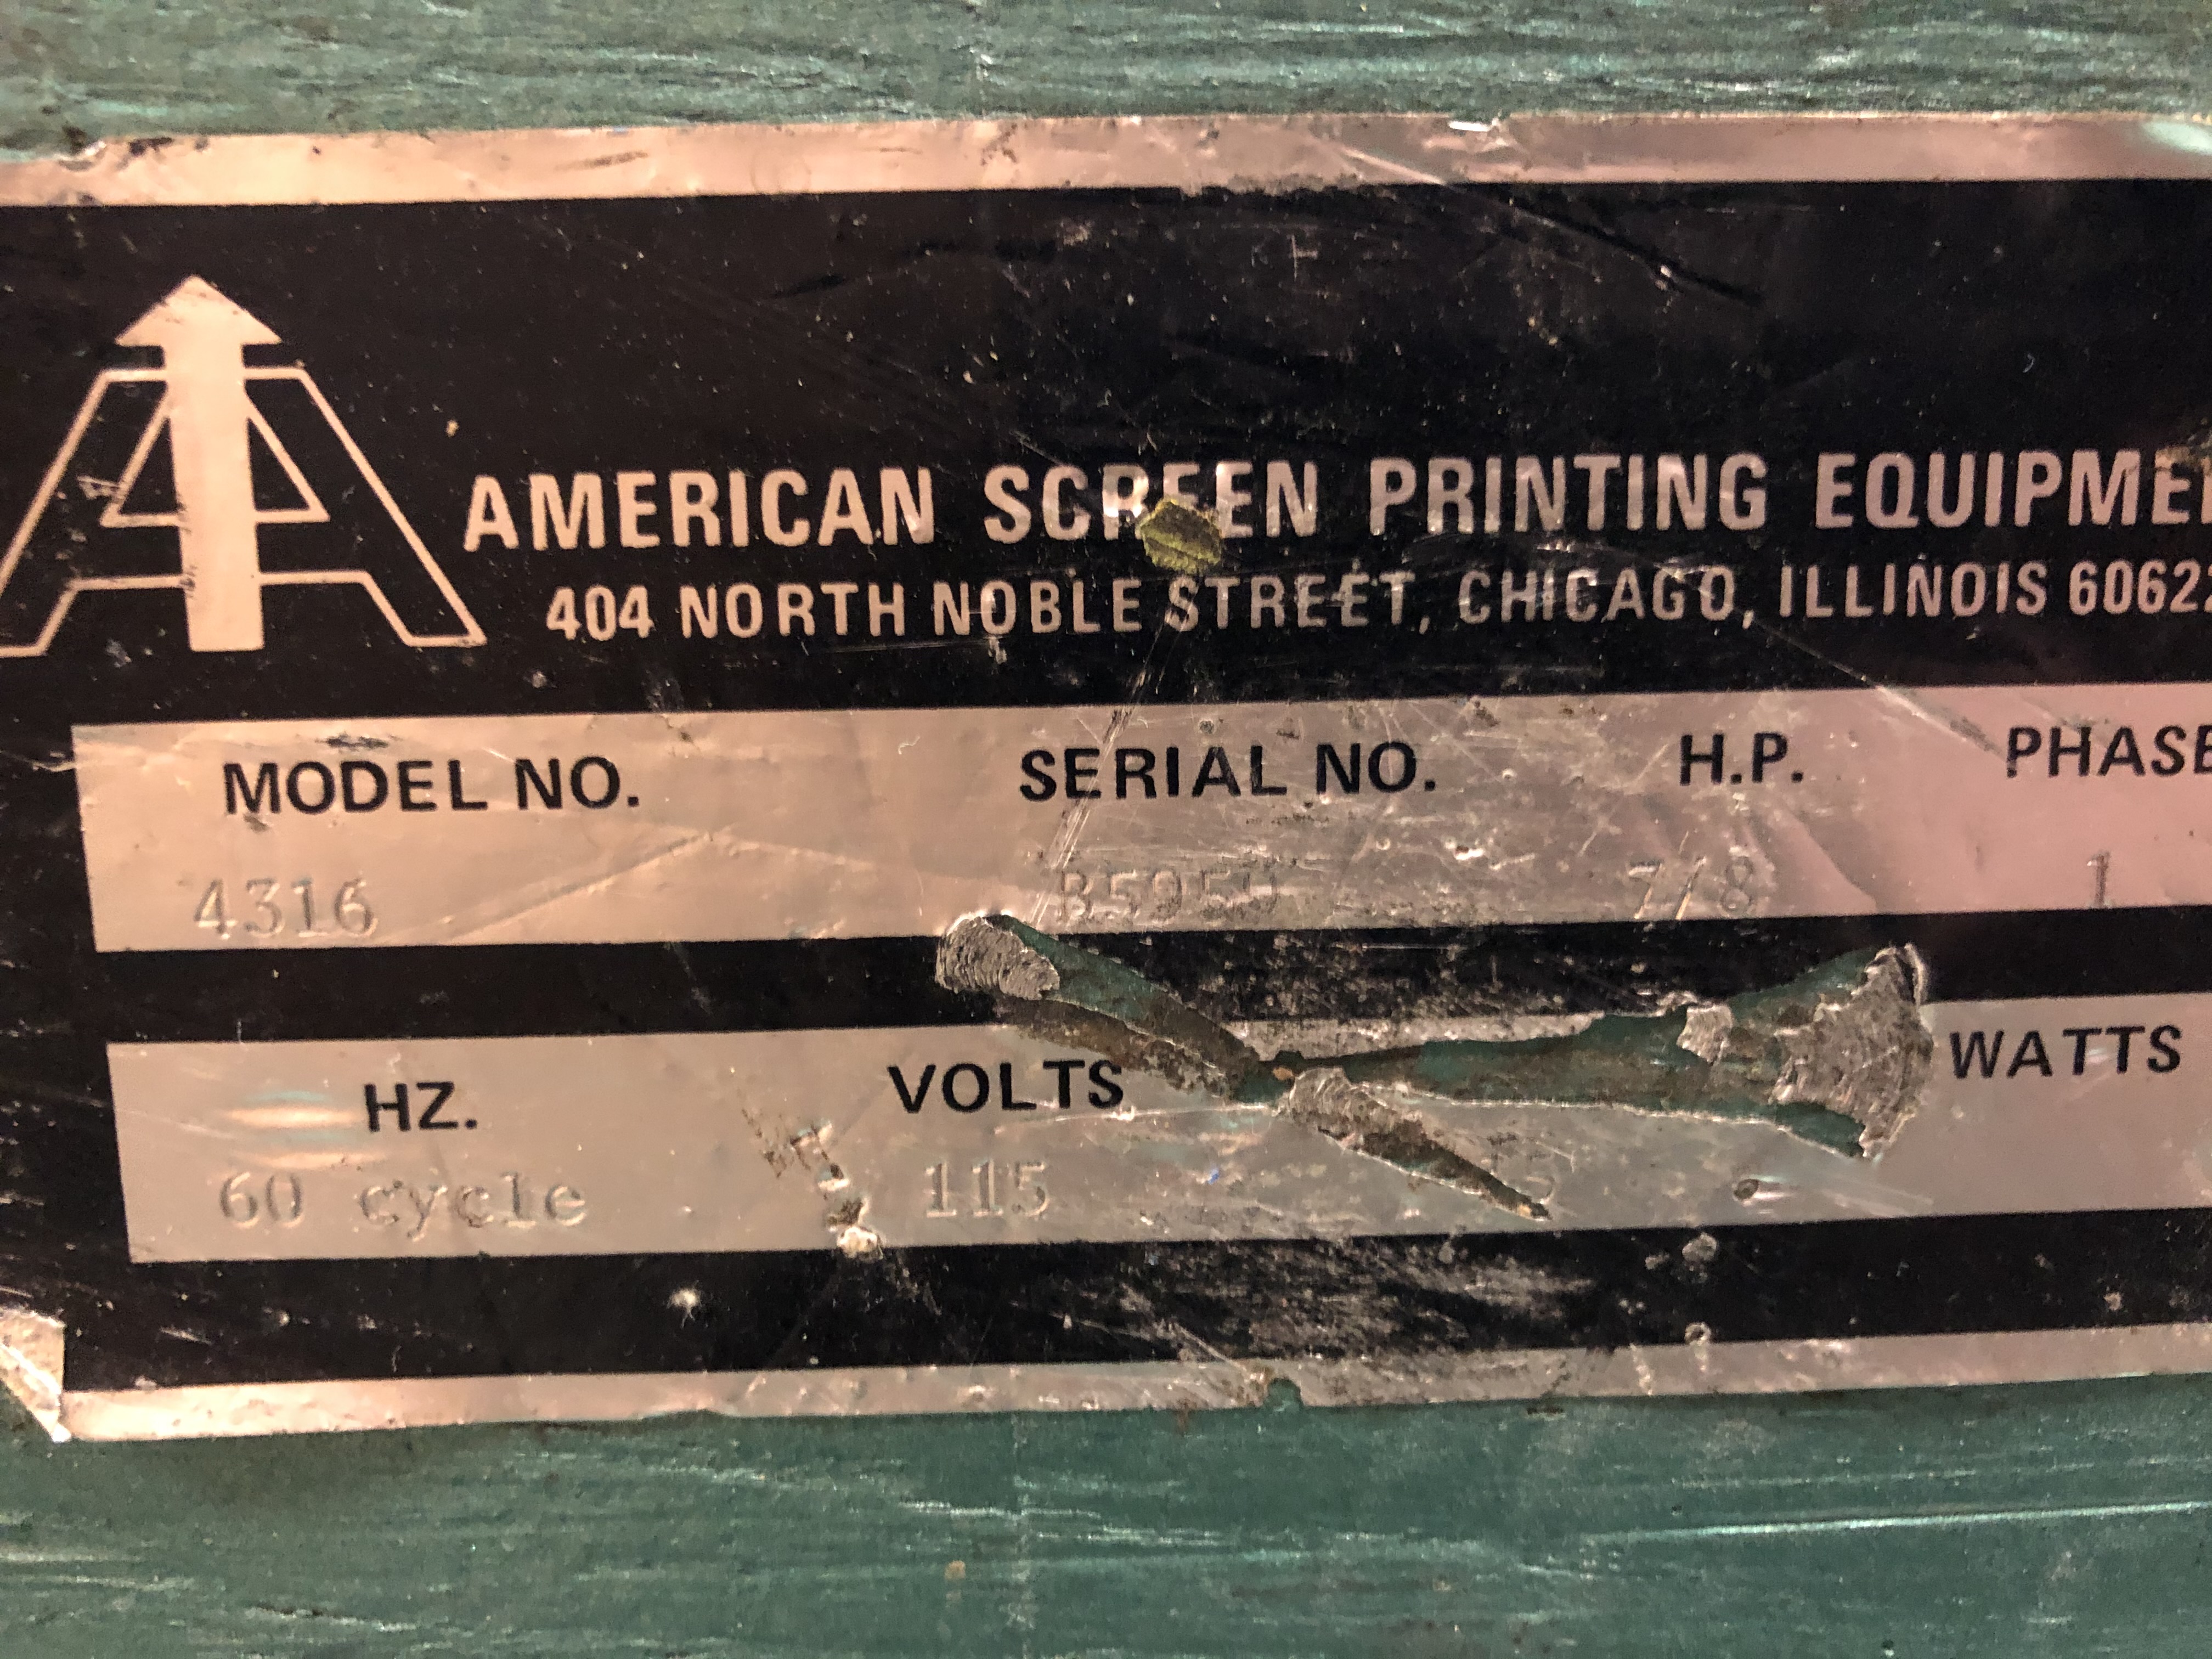 AMERICAN SCREEN PRINTING EQUIPME
404 NORTH NOBLE STREET, CHICAGO, ILLINOIS 6062
MODEL NO. SERIAL NO. H.P. PHASE
4316 7/8 1
HZ. VOLTS WATTS
60 cycle 115